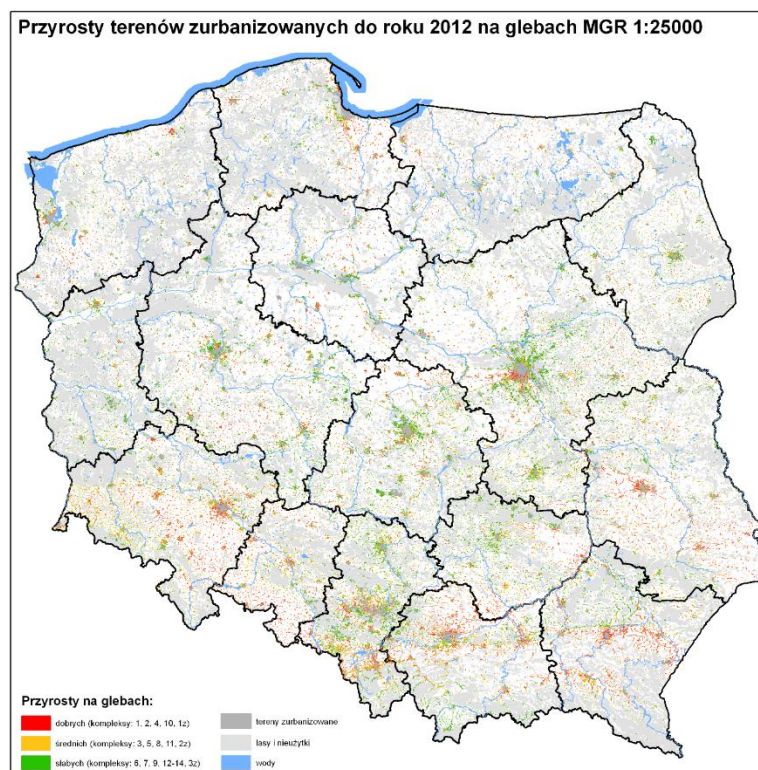 Przyrosty terenów zurbanizowanych do roku 2012 na glebach MGR 1:25000
Przyrosty na glebach:
dobrych (kompleksy: 1, 2, 4, 10, 1z)
średnich (kompleksy: 3, 5, 8, 11, 2z)
słabych (kompleksy: 6, 7, 9, 12-14, 3z)
tereny zurbanizowane
lasy i nieużytki
wody